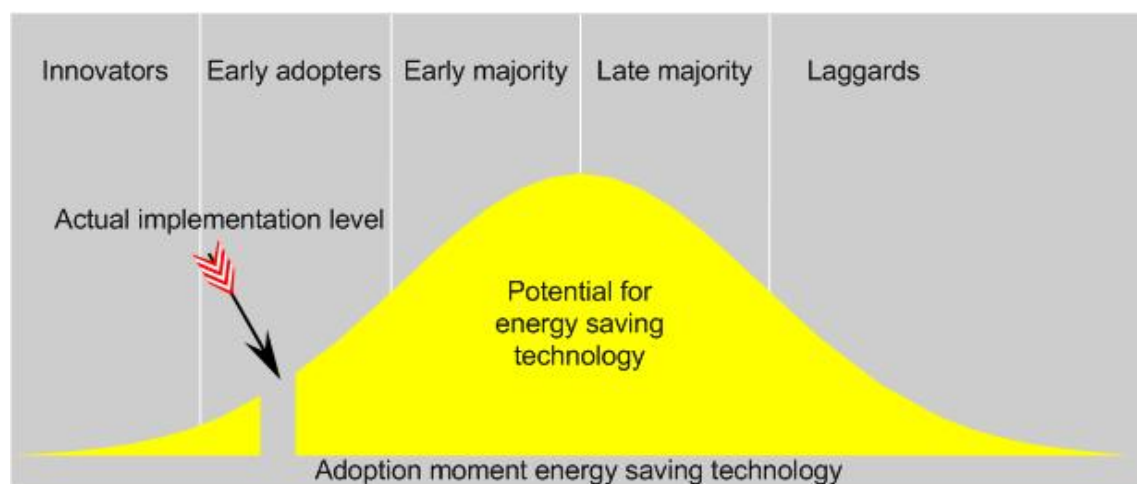 Innovators
Early adopters
Early majority
Late majority
Laggards
Actual implementation level
Potential for
energy saving
technology
Adoption moment energy saving technology